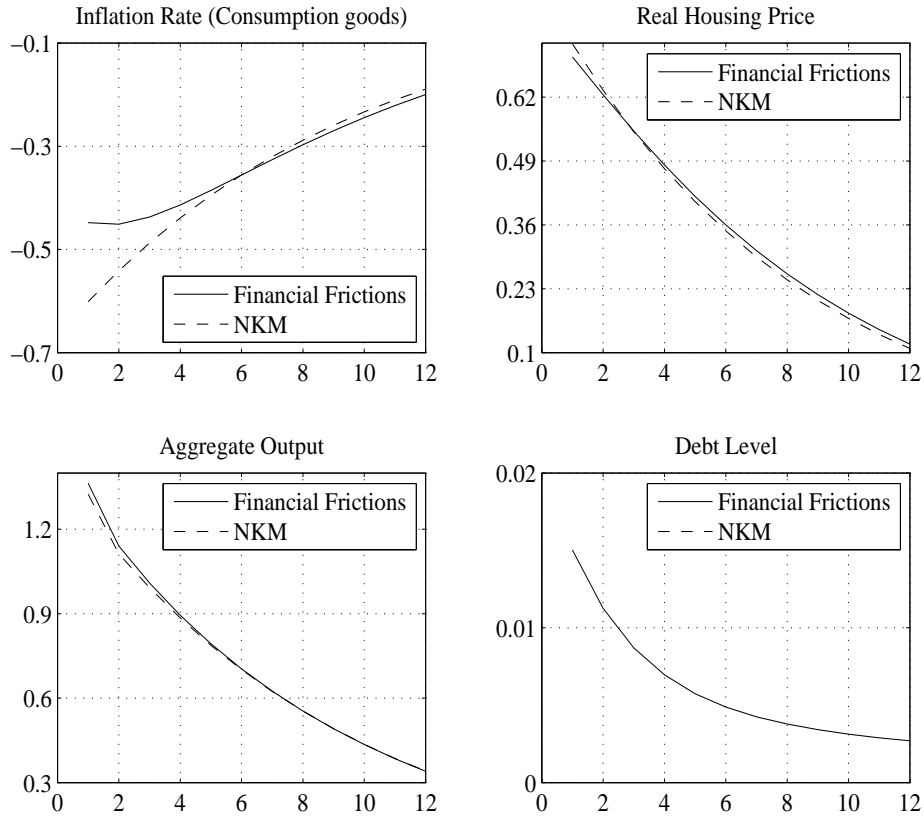 Inflation Rate (Consumption goods)
−0.1
−0.3
−0.5
−0.7
0 2 4 6 8 10 12
Financial Frictions
NKM
Real Housing Price
0.62
0.49
0.36
0.23
0.1
0 2 4 6 8 10 12
Financial Frictions
NKM
Aggregate Output
1.2
0.9
0.6
0.3
0 2 4 6 8 10 12
Financial Frictions
NKM
Debt Level
0.02
0.01
0
0 2 4 6 8 10 12
Financial Frictions
NKM